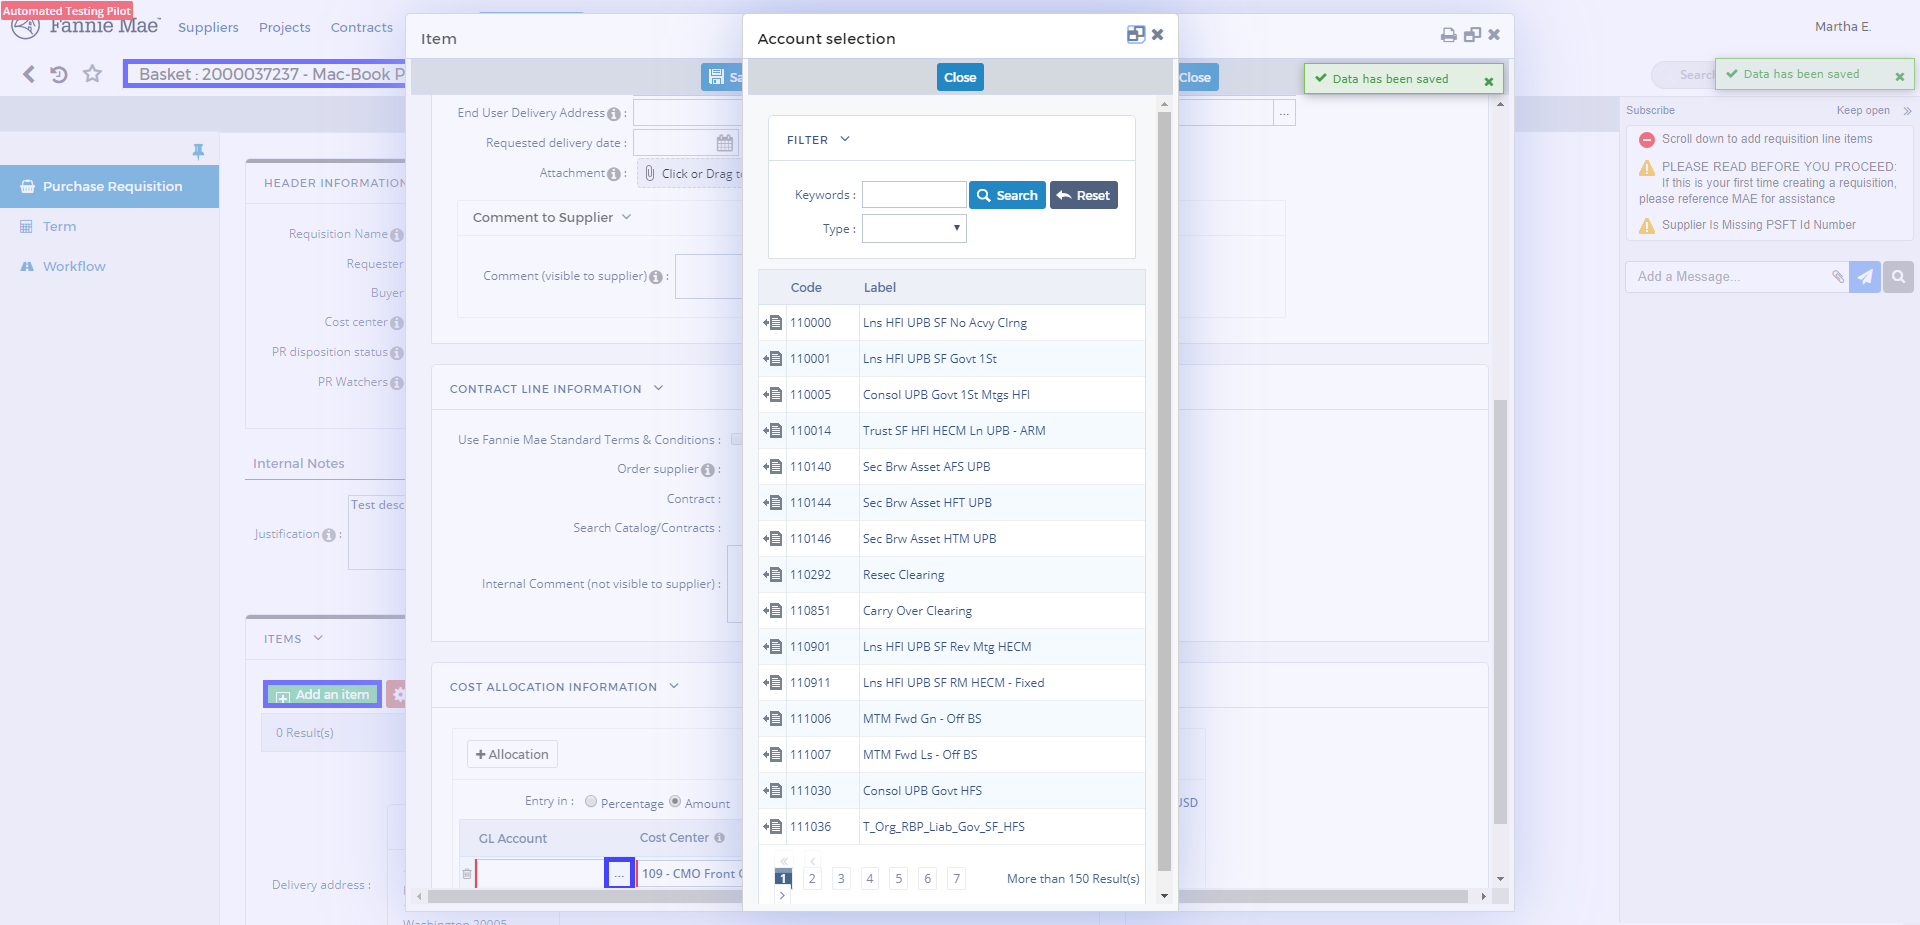 Automated Testing Pilot
Fannie Mae
Suppliers
Projects
Contracts
Martha E.
Basket : 2000037237 - Mac-Book P
Search
Data has been saved
Purchase Requisition
Term
Workflow
HEADER INFORMATION
Requisition Name
Requester
Buyer
Cost center
PR disposition status
PR Watchers
Internal Notes
Test desc
Justification :
ITEMS
Add an item
0 Result(s)
Delivery address :
Washington 20005
Item
Close
Data has been saved
End User Delivery Address :
...
Requested delivery date :
Attachment :
Click or Drag t
Comment to Supplier
Comment (visible to supplier) :
CONTRACT LINE INFORMATION
Use Fannie Mae Standard Terms & Conditions :
Order supplier :
Contract :
Search Catalog/Contracts :
Internal Comment (not visible to supplier) :
COST ALLOCATION INFORMATION
+ Allocation
Entry in :
Percentage
Amount
USD
GL Account
Cost Center
...
109 - CMO Front
Account selection
Close
FILTER
Keywords :
Search
Reset
Type :
Code Label
110000 Lns HFI UPB SF No Acvy Clrng
110001 Lns HFI UPB SF Govt 1St
110005 Consol UPB Govt 1St Mtgs HFI
110014 Trust SF HFI HECM Ln UPB - ARM
110140 Sec Brw Asset AFS UPB
110144 Sec Brw Asset HFT UPB
110146 Sec Brw Asset HTM UPB
110292 Resec Clearing
110851 Carry Over Clearing
110901 Lns HFI UPB SF Rev Mtg HECM
110911 Lns HFI UPB SF RM HECM - Fixed
111006 MTM Fwd Gn - Off BS
111007 MTM Fwd Ls - Off BS
111030 Consol UPB Govt HFS
111036 T_Org_RBP_Liab_Gov_SF_HFS
1 2 3 4 5 6 7
More than 150 Result(s)
Subscribe
Keep open
Scroll down to add requisition line items
PLEASE READ BEFORE YOU PROCEED:
If this is your first time creating a requisition,
please reference MAE for assistance
Supplier Is Missing PSFT Id Number
Add a Message...